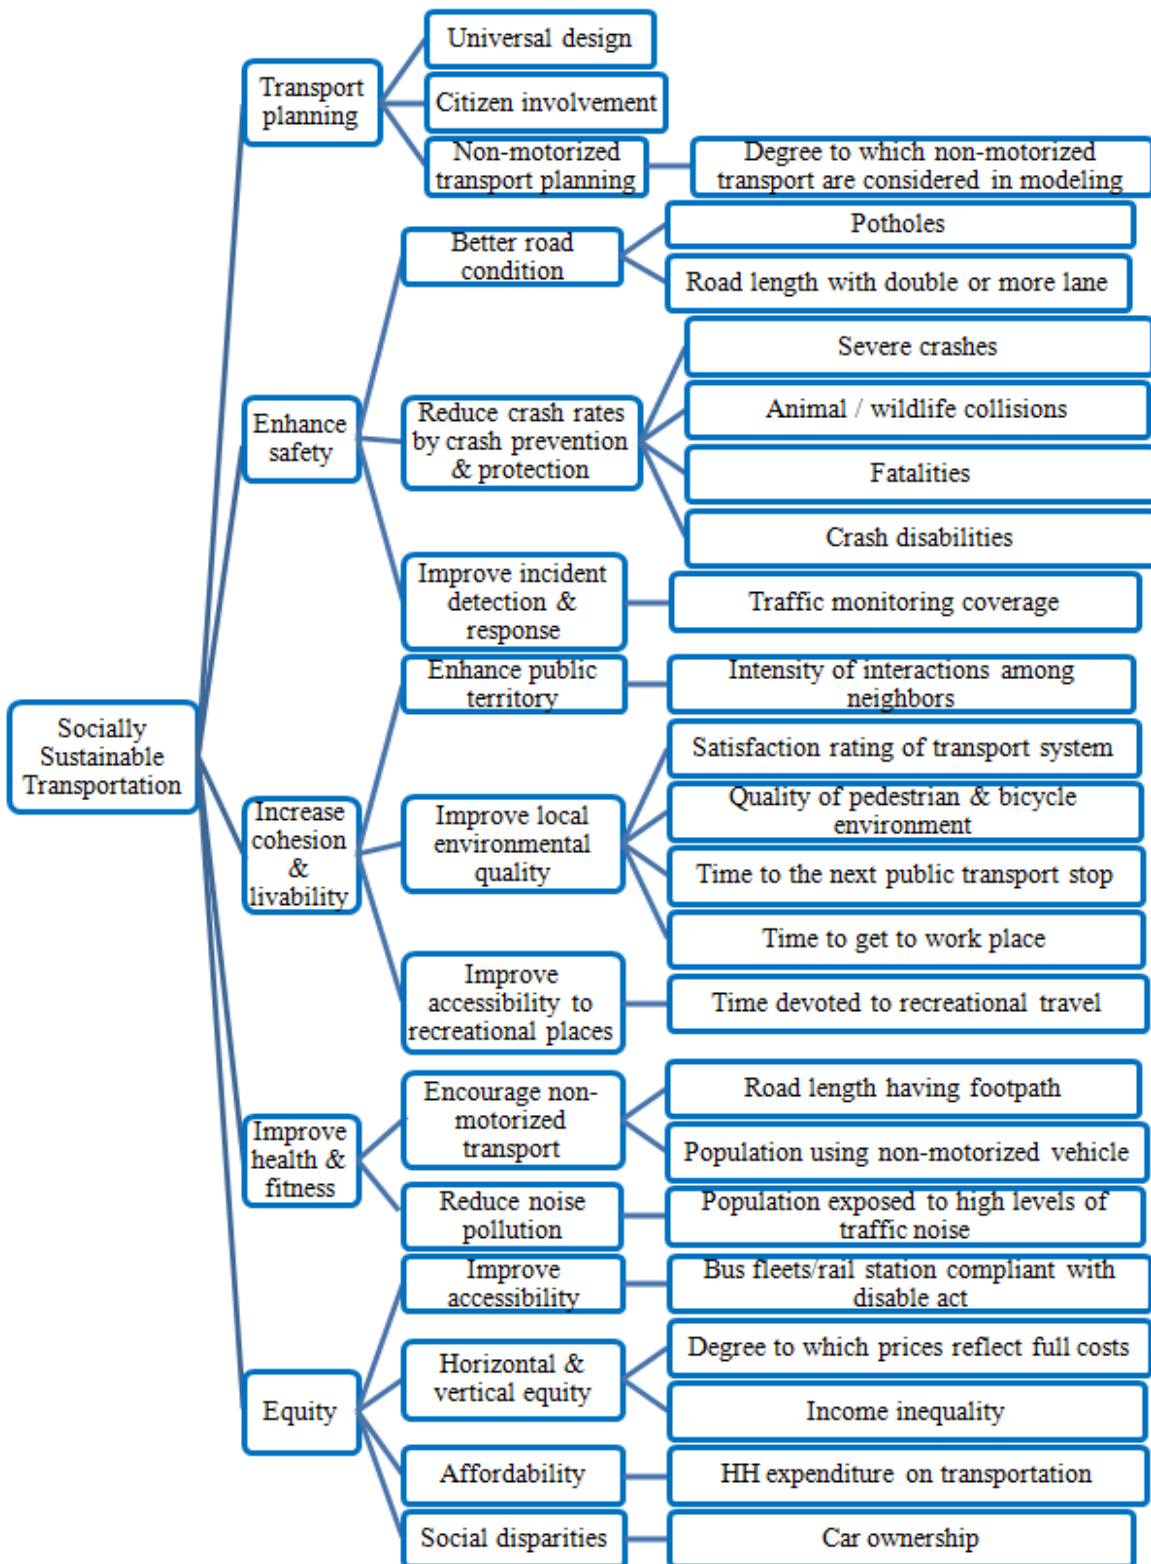 Universal design
Transport
planning
Citizen involvement
Non-motorized
transport planning
Degree to which non-motorized
transport are considered in modeling
Better road
condition
Potholes
Road length with double or more lane
Enhance
safety
Reduce crash rates
by crash prevention
& protection
Severe crashes
Animal / wildlife collisions
Fatalities
Crash disabilities
Improve incident
detection &
response
Traffic monitoring coverage
Socially
Sustainable
Transportation
Enhance public
territory
Intensity of interactions among
neighbors
Increase
cohesion
&
livability
Improve local
environmental
quality
Satisfaction rating of transport system
Quality of pedestrian & bicycle
environment
Time to the next public transport stop
Time to get to work place
Improve
accessibility to
recreational places
Time devoted to recreational travel
Improve
health &
fitness
Encourage non-
motorized
transport
Road length having footpath
Population using non-motorized vehicle
Reduce noise
pollution
Population exposed to high levels of
traffic noise
Equity
Improve
accessibility
Bus fleets/rail station compliant with
disable act
Horizontal &
vertical equity
Degree to which prices reflect full costs
Income inequality
Affordability
HH expenditure on transportation
Social disparities
Car ownership